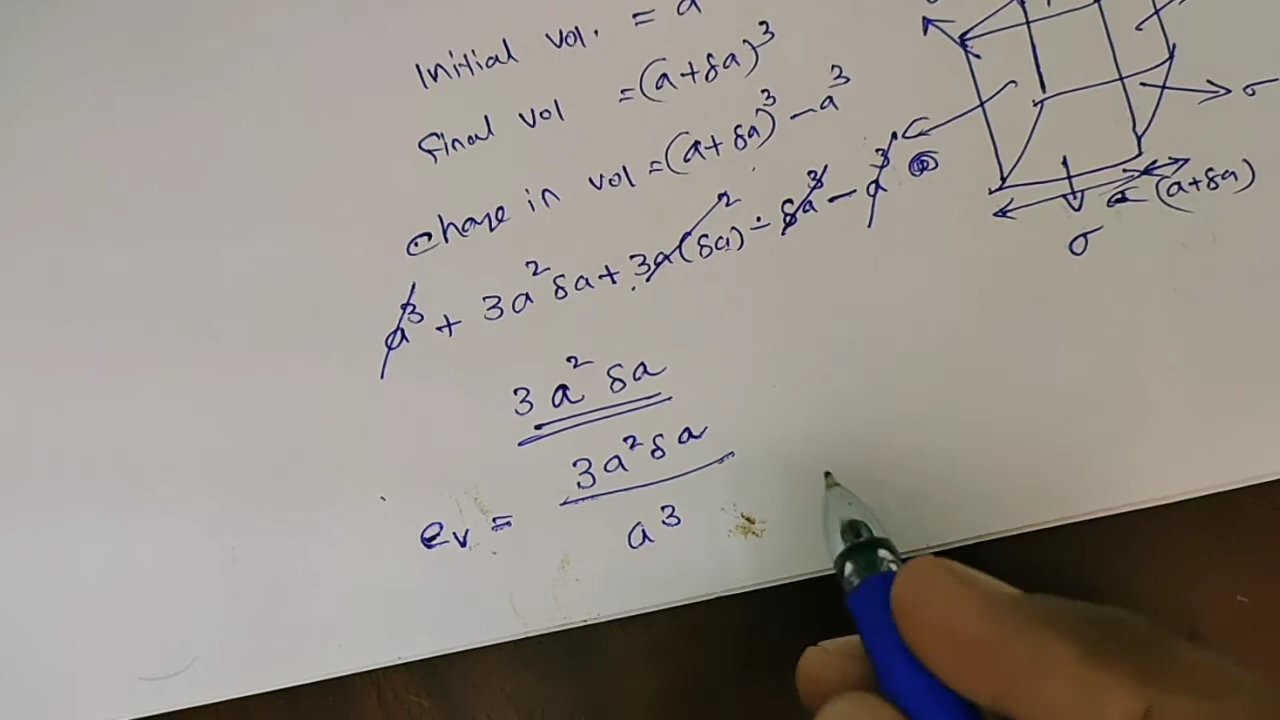 Initial vol. = a
final vol = (a+δa)³
change in vol = (a+δa)³ - a³
a³ + 3a²δa + 3a(δa)² - δa³ - a³
3a²δa
e_v = 3a²δa / a³
σ
a (a+δa)
σ